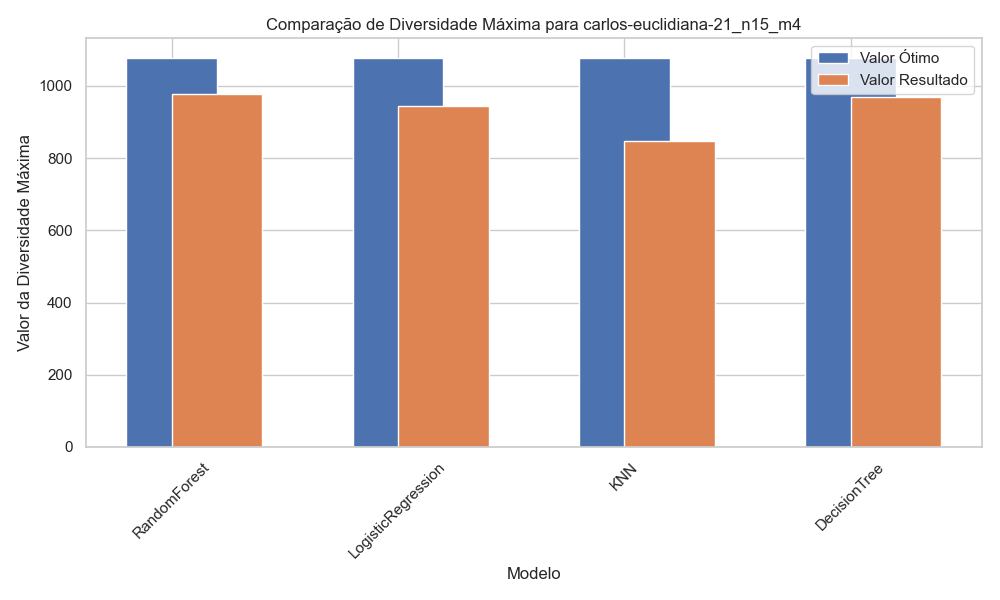 Comparação de Diversidade Máxima para carlos-euclidiana-21_n15_m4
Valor Ótimo
Valor Resultado
Valor da Diversidade Máxima
1000
800
600
400
200
0
RandomForest
LogisticRegression
KNN
DecisionTree
Modelo